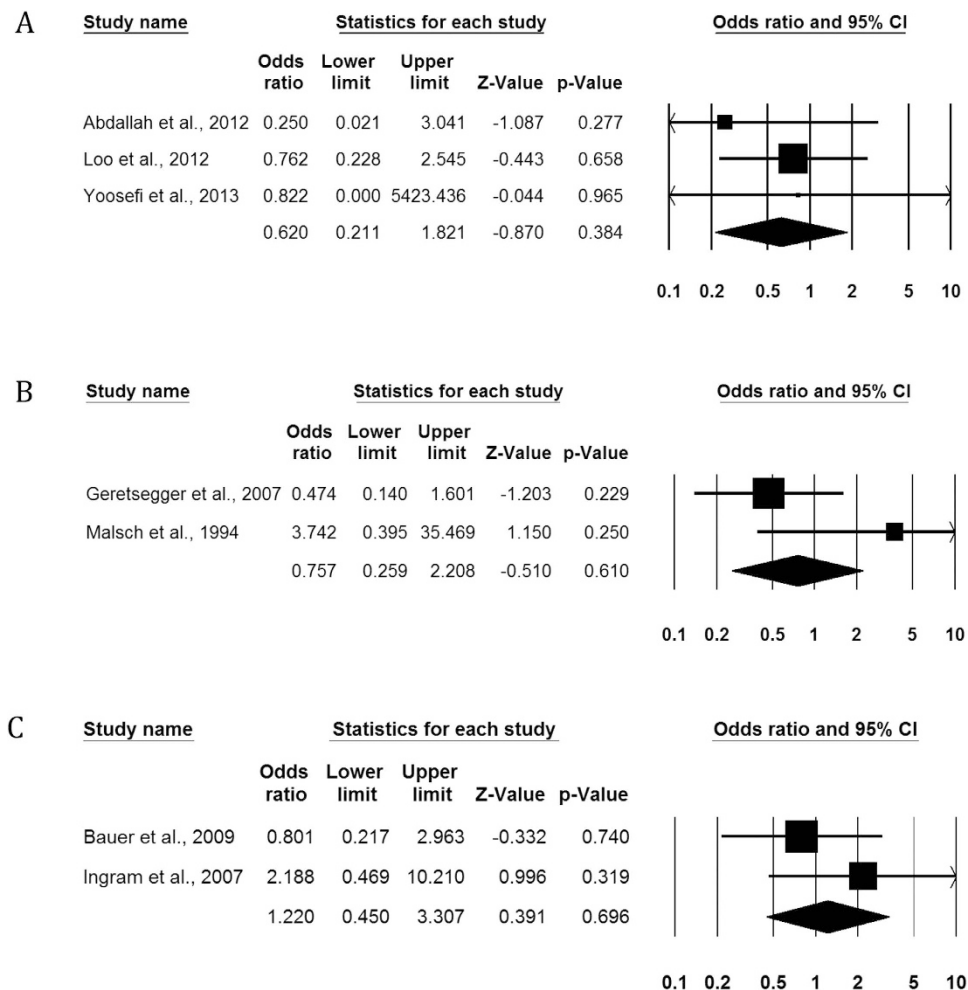 A
Study name Statistics for each study Odds ratio and 95% CI
Odds ratio Lower limit Upper limit Z-Value p-Value
Abdallah et al., 2012 0.250 0.021 3.041 -1.087 0.277
Loo et al., 2012 0.762 0.228 2.545 -0.443 0.658
Yoosefi et al., 2013 0.822 0.000 5423.436 -0.044 0.965
0.620 0.211 1.821 -0.870 0.384
0.1 0.2 0.5 1 2 5 10
B
Study name Statistics for each study Odds ratio and 95% CI
Odds ratio Lower limit Upper limit Z-Value p-Value
Geretsegger et al., 2007 0.474 0.140 1.601 -1.203 0.229
Malsch et al., 1994 3.742 0.395 35.469 1.150 0.250
0.757 0.259 2.208 -0.510 0.610
0.1 0.2 0.5 1 2 5 10
C
Study name Statistics for each study Odds ratio and 95% CI
Odds ratio Lower limit Upper limit Z-Value p-Value
Bauer et al., 2009 0.801 0.217 2.963 -0.332 0.740
Ingram et al., 2007 2.188 0.469 10.210 0.996 0.319
1.220 0.450 3.307 0.391 0.696
0.1 0.2 0.5 1 2 5 10